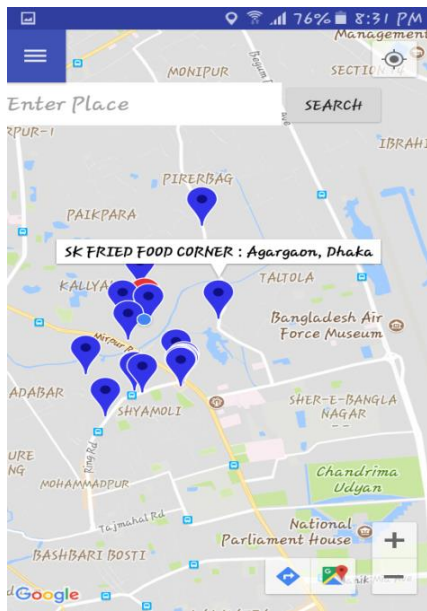 76% 8:31 PM
Management
MONIPUR
SECTION
Begum
Enter Place
SEARCH
RPUR-1
IBRAHI
PIRERBAG
PAIKPARA
SK FRIED FOOD CORNER : Agargaon, Dhaka
KALLYA
TALTOLA
Bangladesh Air
Force Museum
Mirpur R
ADABAR
SHYAMOLI
SHER-E-BANGLA
NAGAR
Ring Rd
URE
NG
MOHAMMADPUR
Chandrima
Udyan
Tajmahal Rd
National
Parliament House
BASHBARI BOSTI
Google